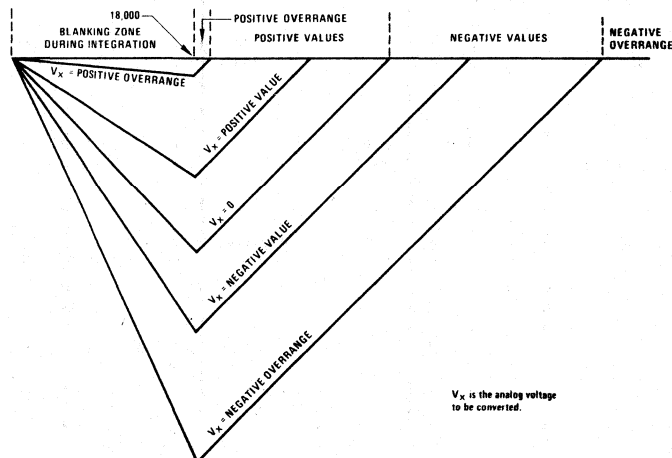 18,000
POSITIVE OVERRANGE
BLANKING ZONE
DURING INTEGRATION
POSITIVE VALUES
NEGATIVE VALUES
NEGATIVE
OVERRANGE
VX = POSITIVE OVERRANGE
VX = POSITIVE VALUE
VX = 0
VX = NEGATIVE VALUE
VX = NEGATIVE OVERRANGE
VX is the analog voltage
to be converted.